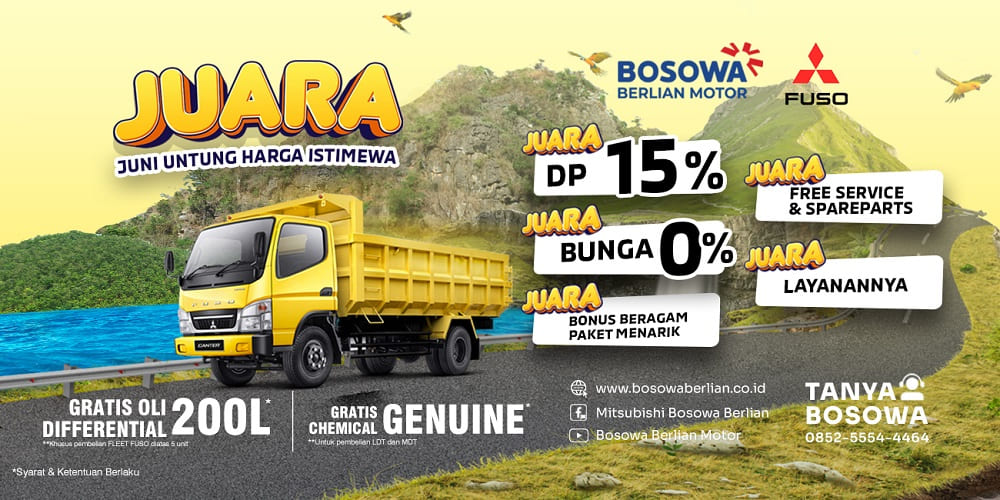 JUARA
JUNI UNTUNG HARGA ISTIMEWA
BOSOWA
BERLIAN MOTOR
FUSO
JUARA
DP 15%
JUARA
BUNGA 0%
JUARA
BONUS BERAGAM
PAKET MENARIK
JUARA
FREE SERVICE
& SPAREPARTS
JUARA
LAYANANNYA
FUSO
CANTER
GRATIS OLI
DIFFERENTIAL 200L*
**Khusus pembelian FLEET FUSO diatas 5 unit
GRATIS
CHEMICAL GENUINE*
**Untuk pembelian LDT dan MDT
*Syarat & Ketentuan Berlaku
www.bosowaberlian.co.id
Mitsubishi Bosowa Berlian
Bosowa Berlian Motor
TANYA
BOSOWA
0852-5554-4464